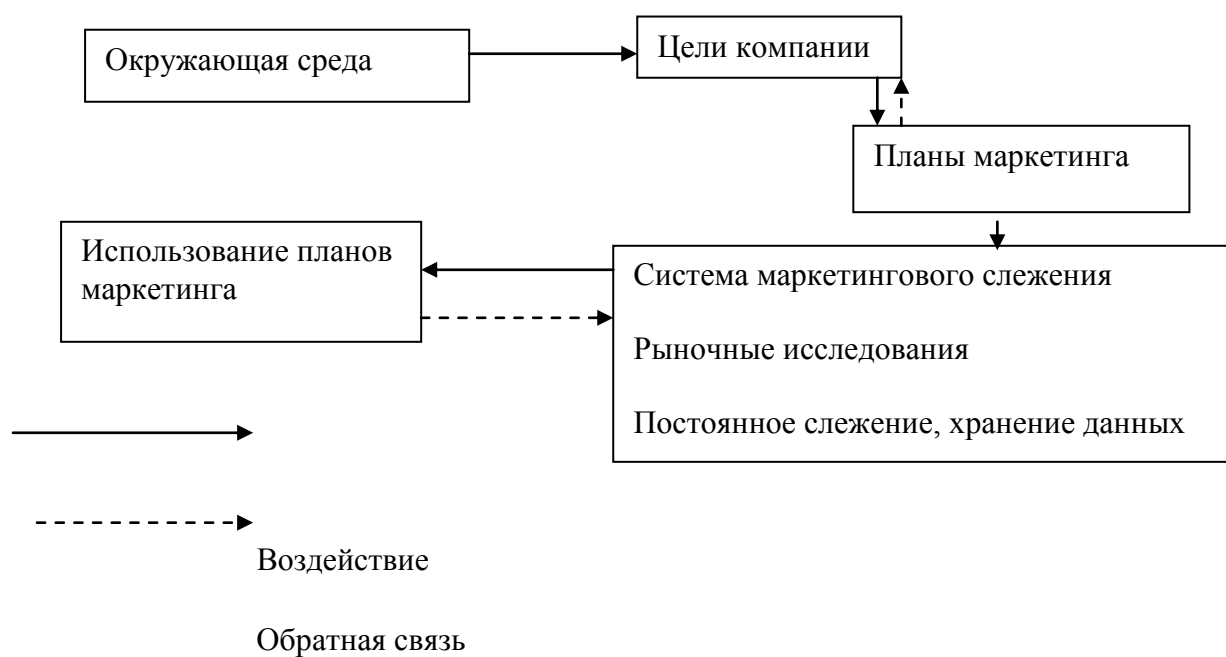 Окружающая среда
Цели компании
Планы маркетинга
Использование планов
маркетинга
Система маркетингового слежения
Рыночные исследования
Постоянное слежение, хранение данных
Воздействие
Обратная связь